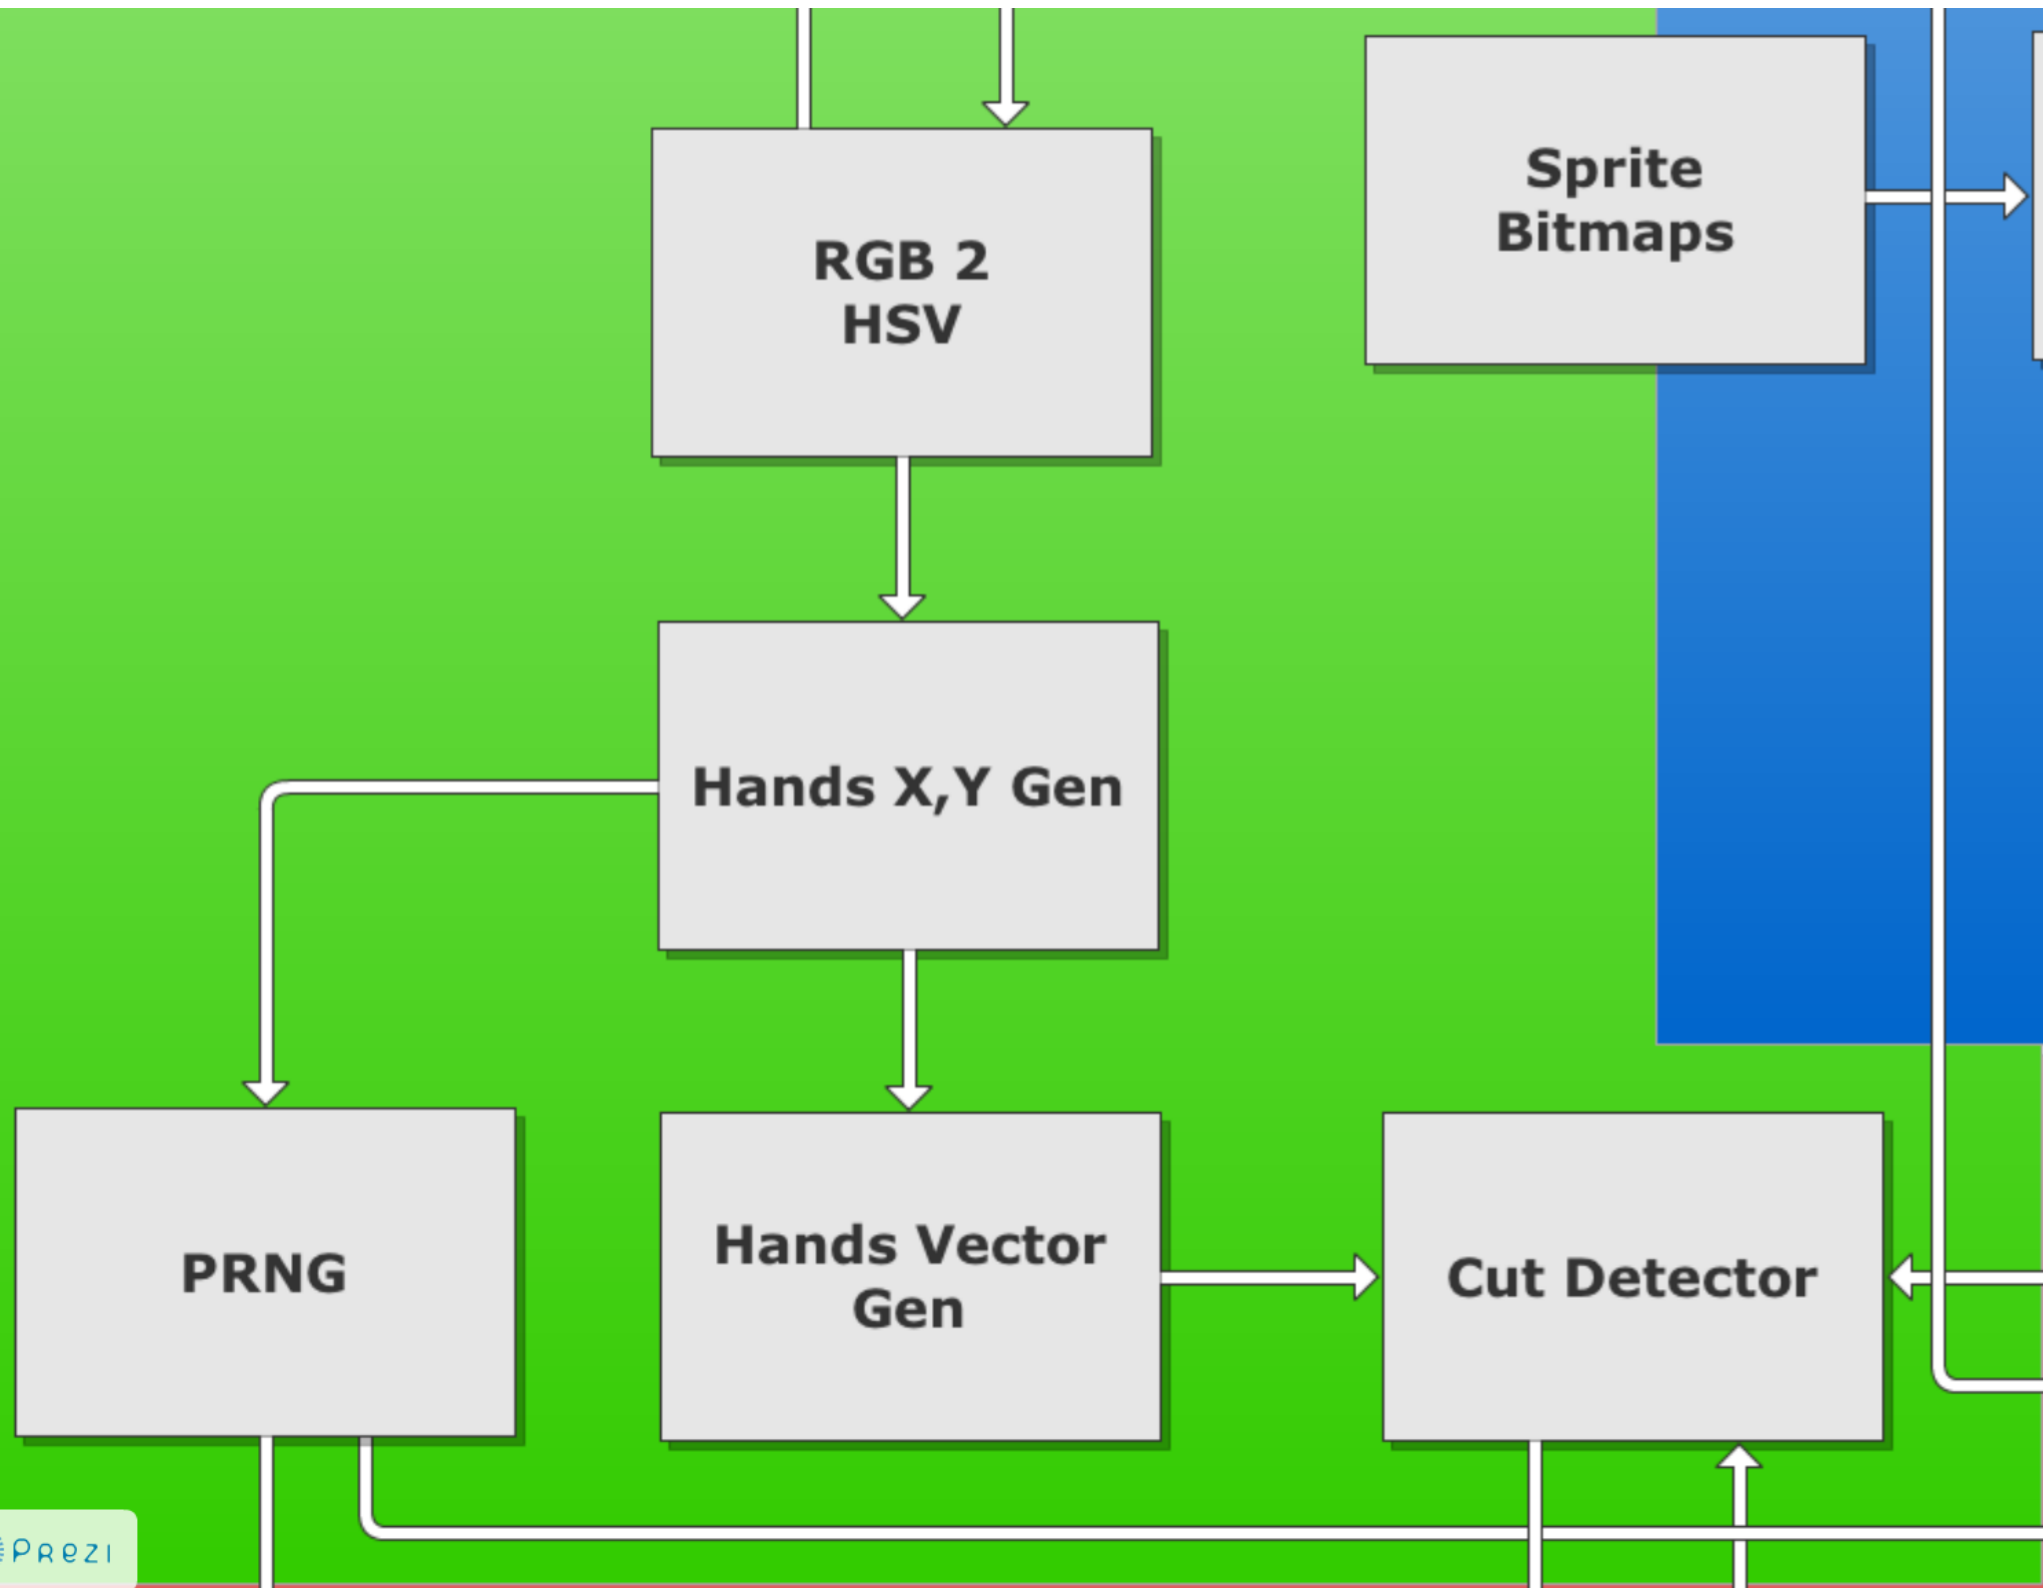 Sprite
Bitmaps
RGB 2
HSV
Hands X,Y Gen
PRNG
Hands Vector
Gen
Cut Detector
Prezi